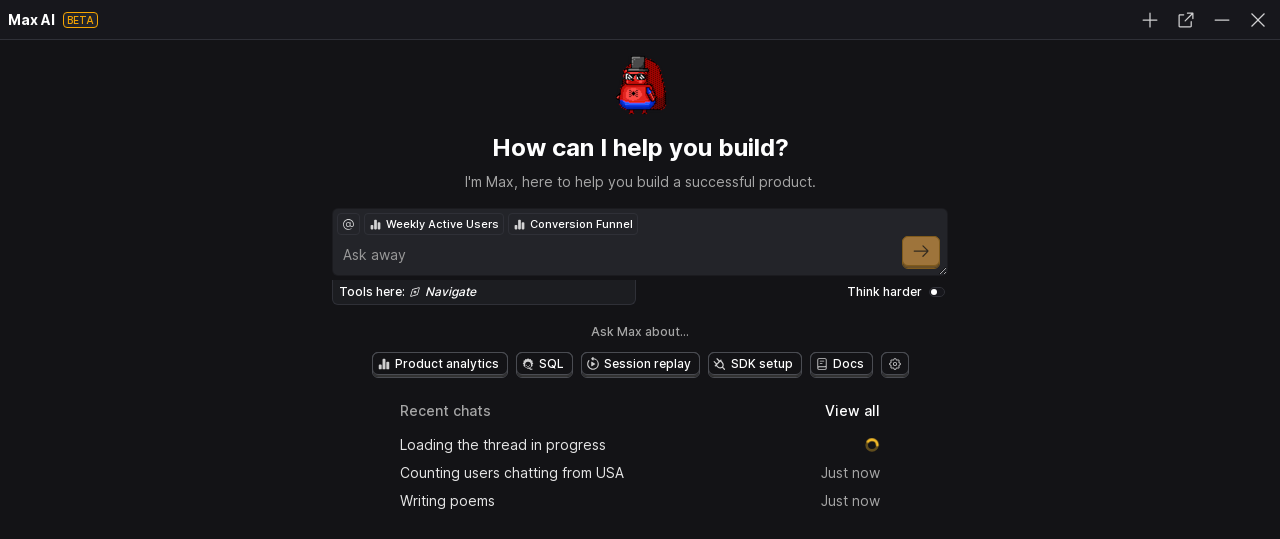 Max AI BETA
How can I help you build?
I'm Max, here to help you build a successful product.
@ Weekly Active Users Conversion Funnel
Ask away
Tools here: Navigate Think harder
Ask Max about...
Product analytics SQL Session replay SDK setup Docs
Recent chats View all
Loading the thread in progress
Counting users chatting from USA Just now
Writing poems Just now